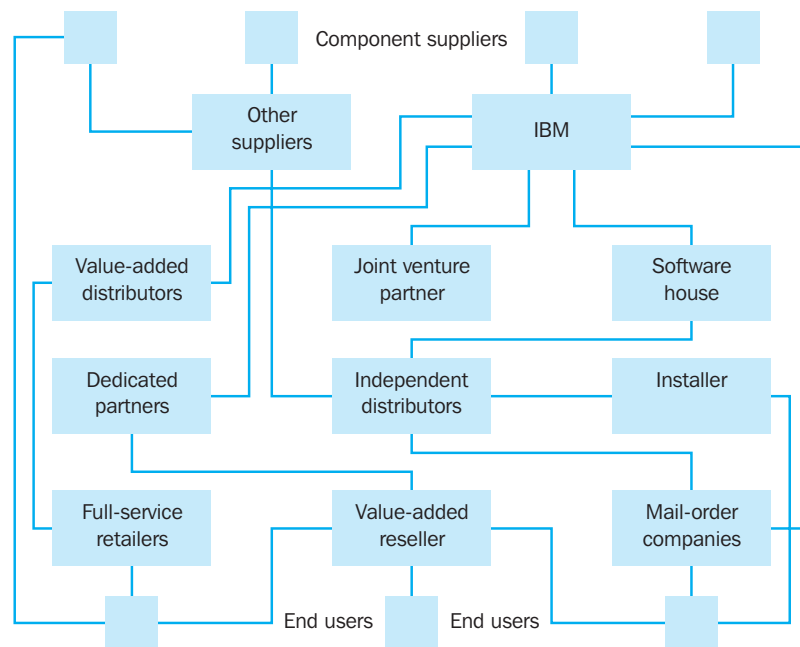 Component suppliers
Other
suppliers
IBM
Value-added
distributors
Joint venture
partner
Software
house
Dedicated
partners
Independent
distributors
Installer
Full-service
retailers
Value-added
reseller
Mail-order
companies
End users
End users